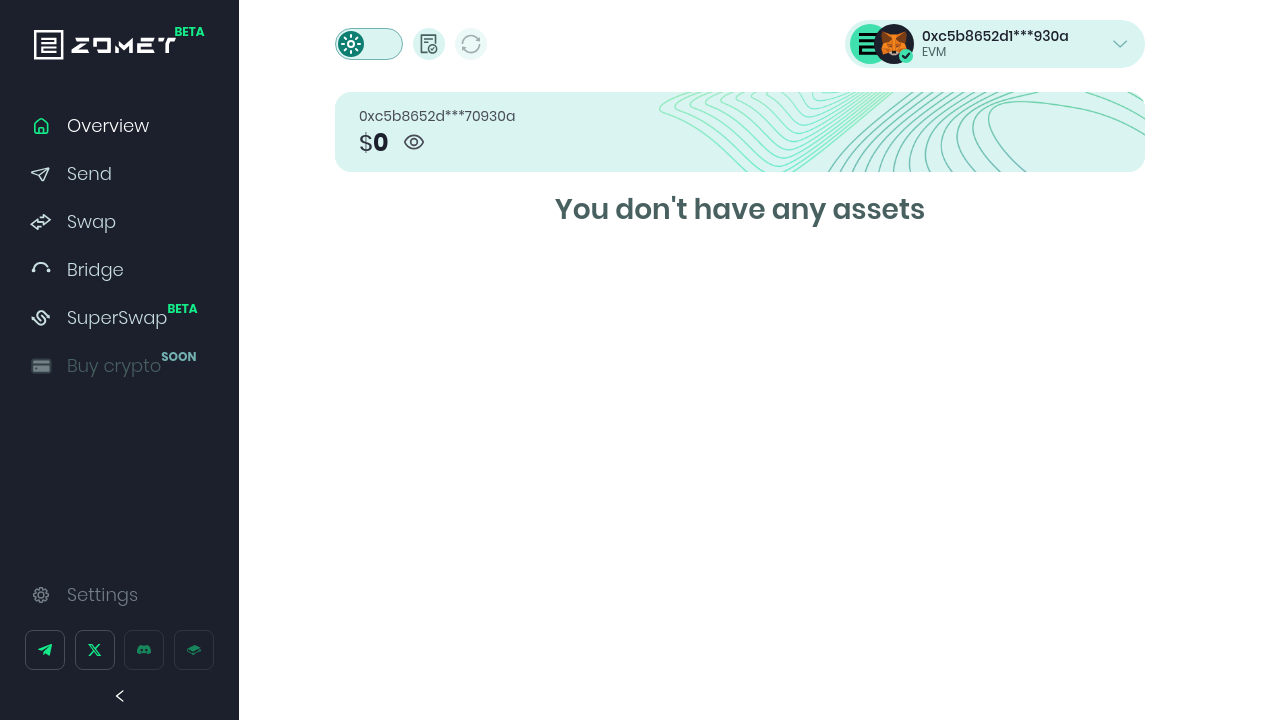 ZOMET BETA
Overview
Send
Swap
Bridge
SuperSwap BETA
Buy crypto SOON
Settings
0xc5b8652d1***930a
EVM
0xc5b8652d***70930a
$0
You don't have any assets